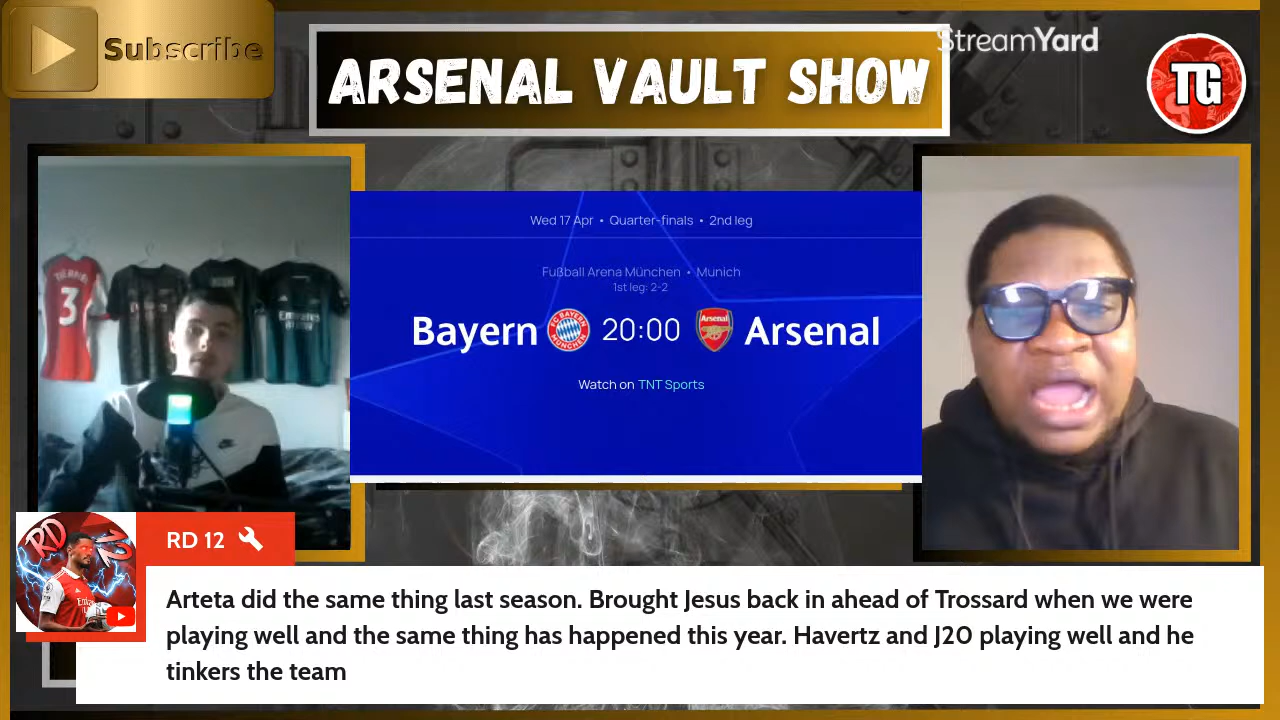 Subscribe
StreamYard
ARSENAL VAULT SHOW
TG
Wed 17 Apr • Quarter-finals • 2nd leg
Fußball Arena München • Munich
1st leg: 2-2
Bayern 20:00 Arsenal
Arsenal
Watch on TNT Sports
3
RD 12
RD
Arteta did the same thing last season. Brought Jesus back in ahead of Trossard when we were
playing well and the same thing has happened this year. Havertz and J20 playing well and he
tinkers the team